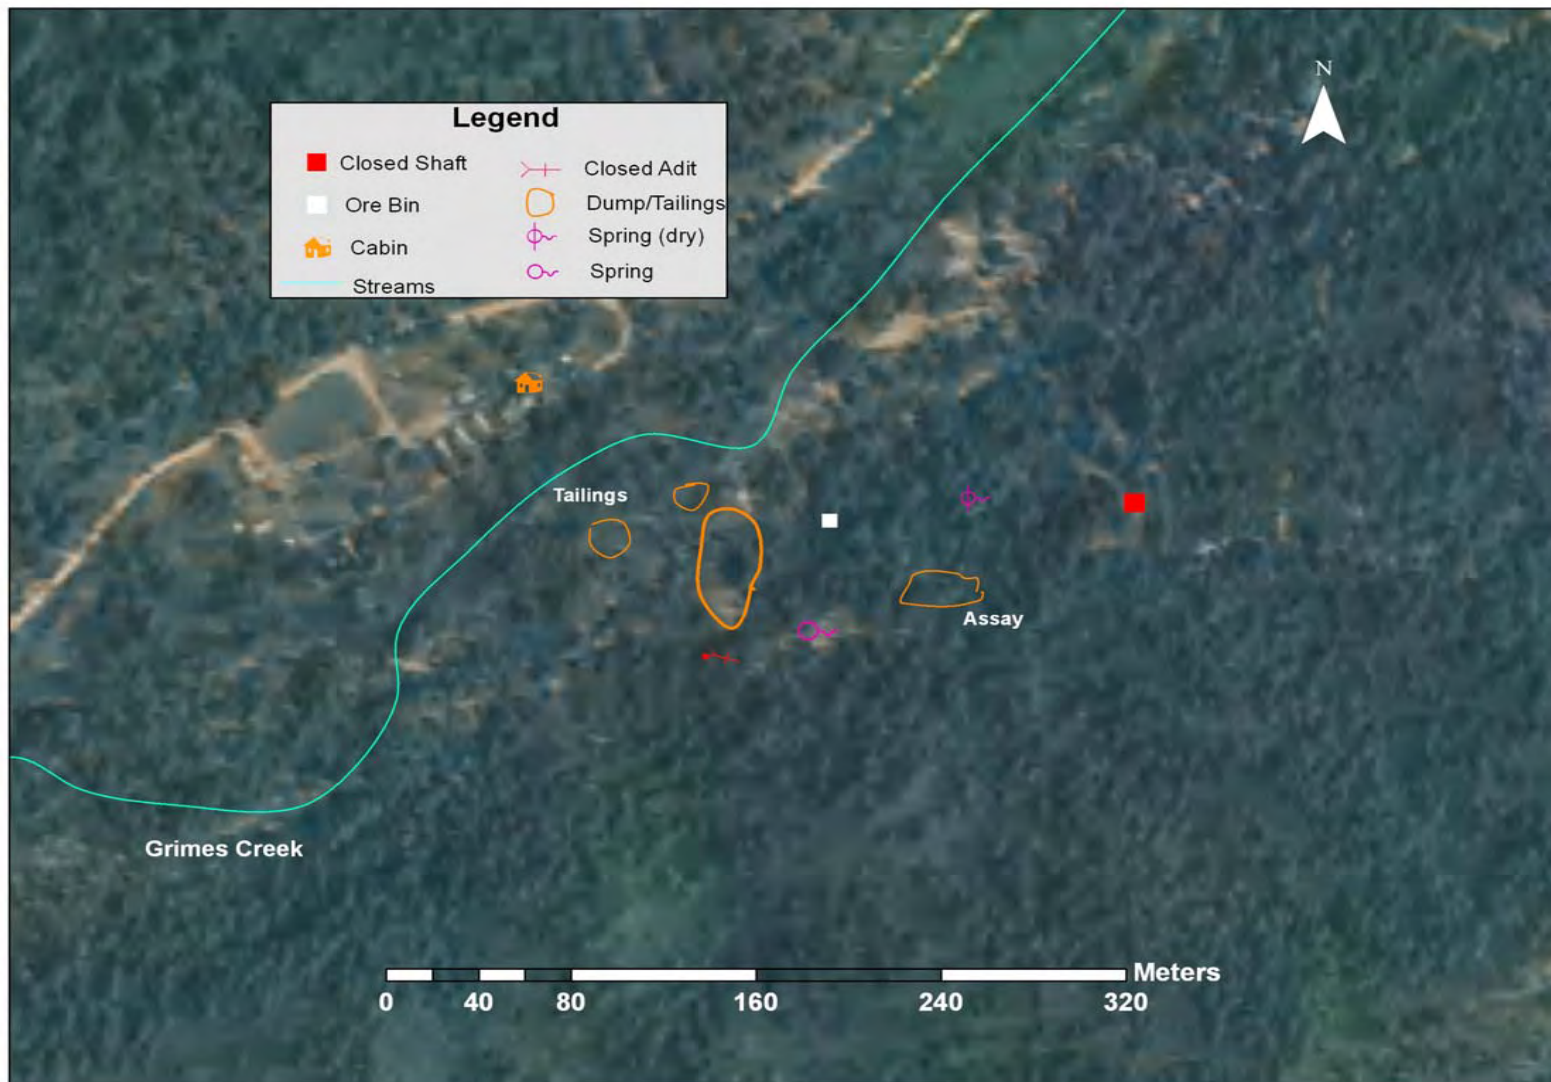 N
Legend
Closed Shaft
Closed Adit
Ore Bin
Dump/Tailings
Cabin
Spring (dry)
Streams
Spring
Tailings
Assay
Grimes Creek
Meters
0 40 80 160 240 320